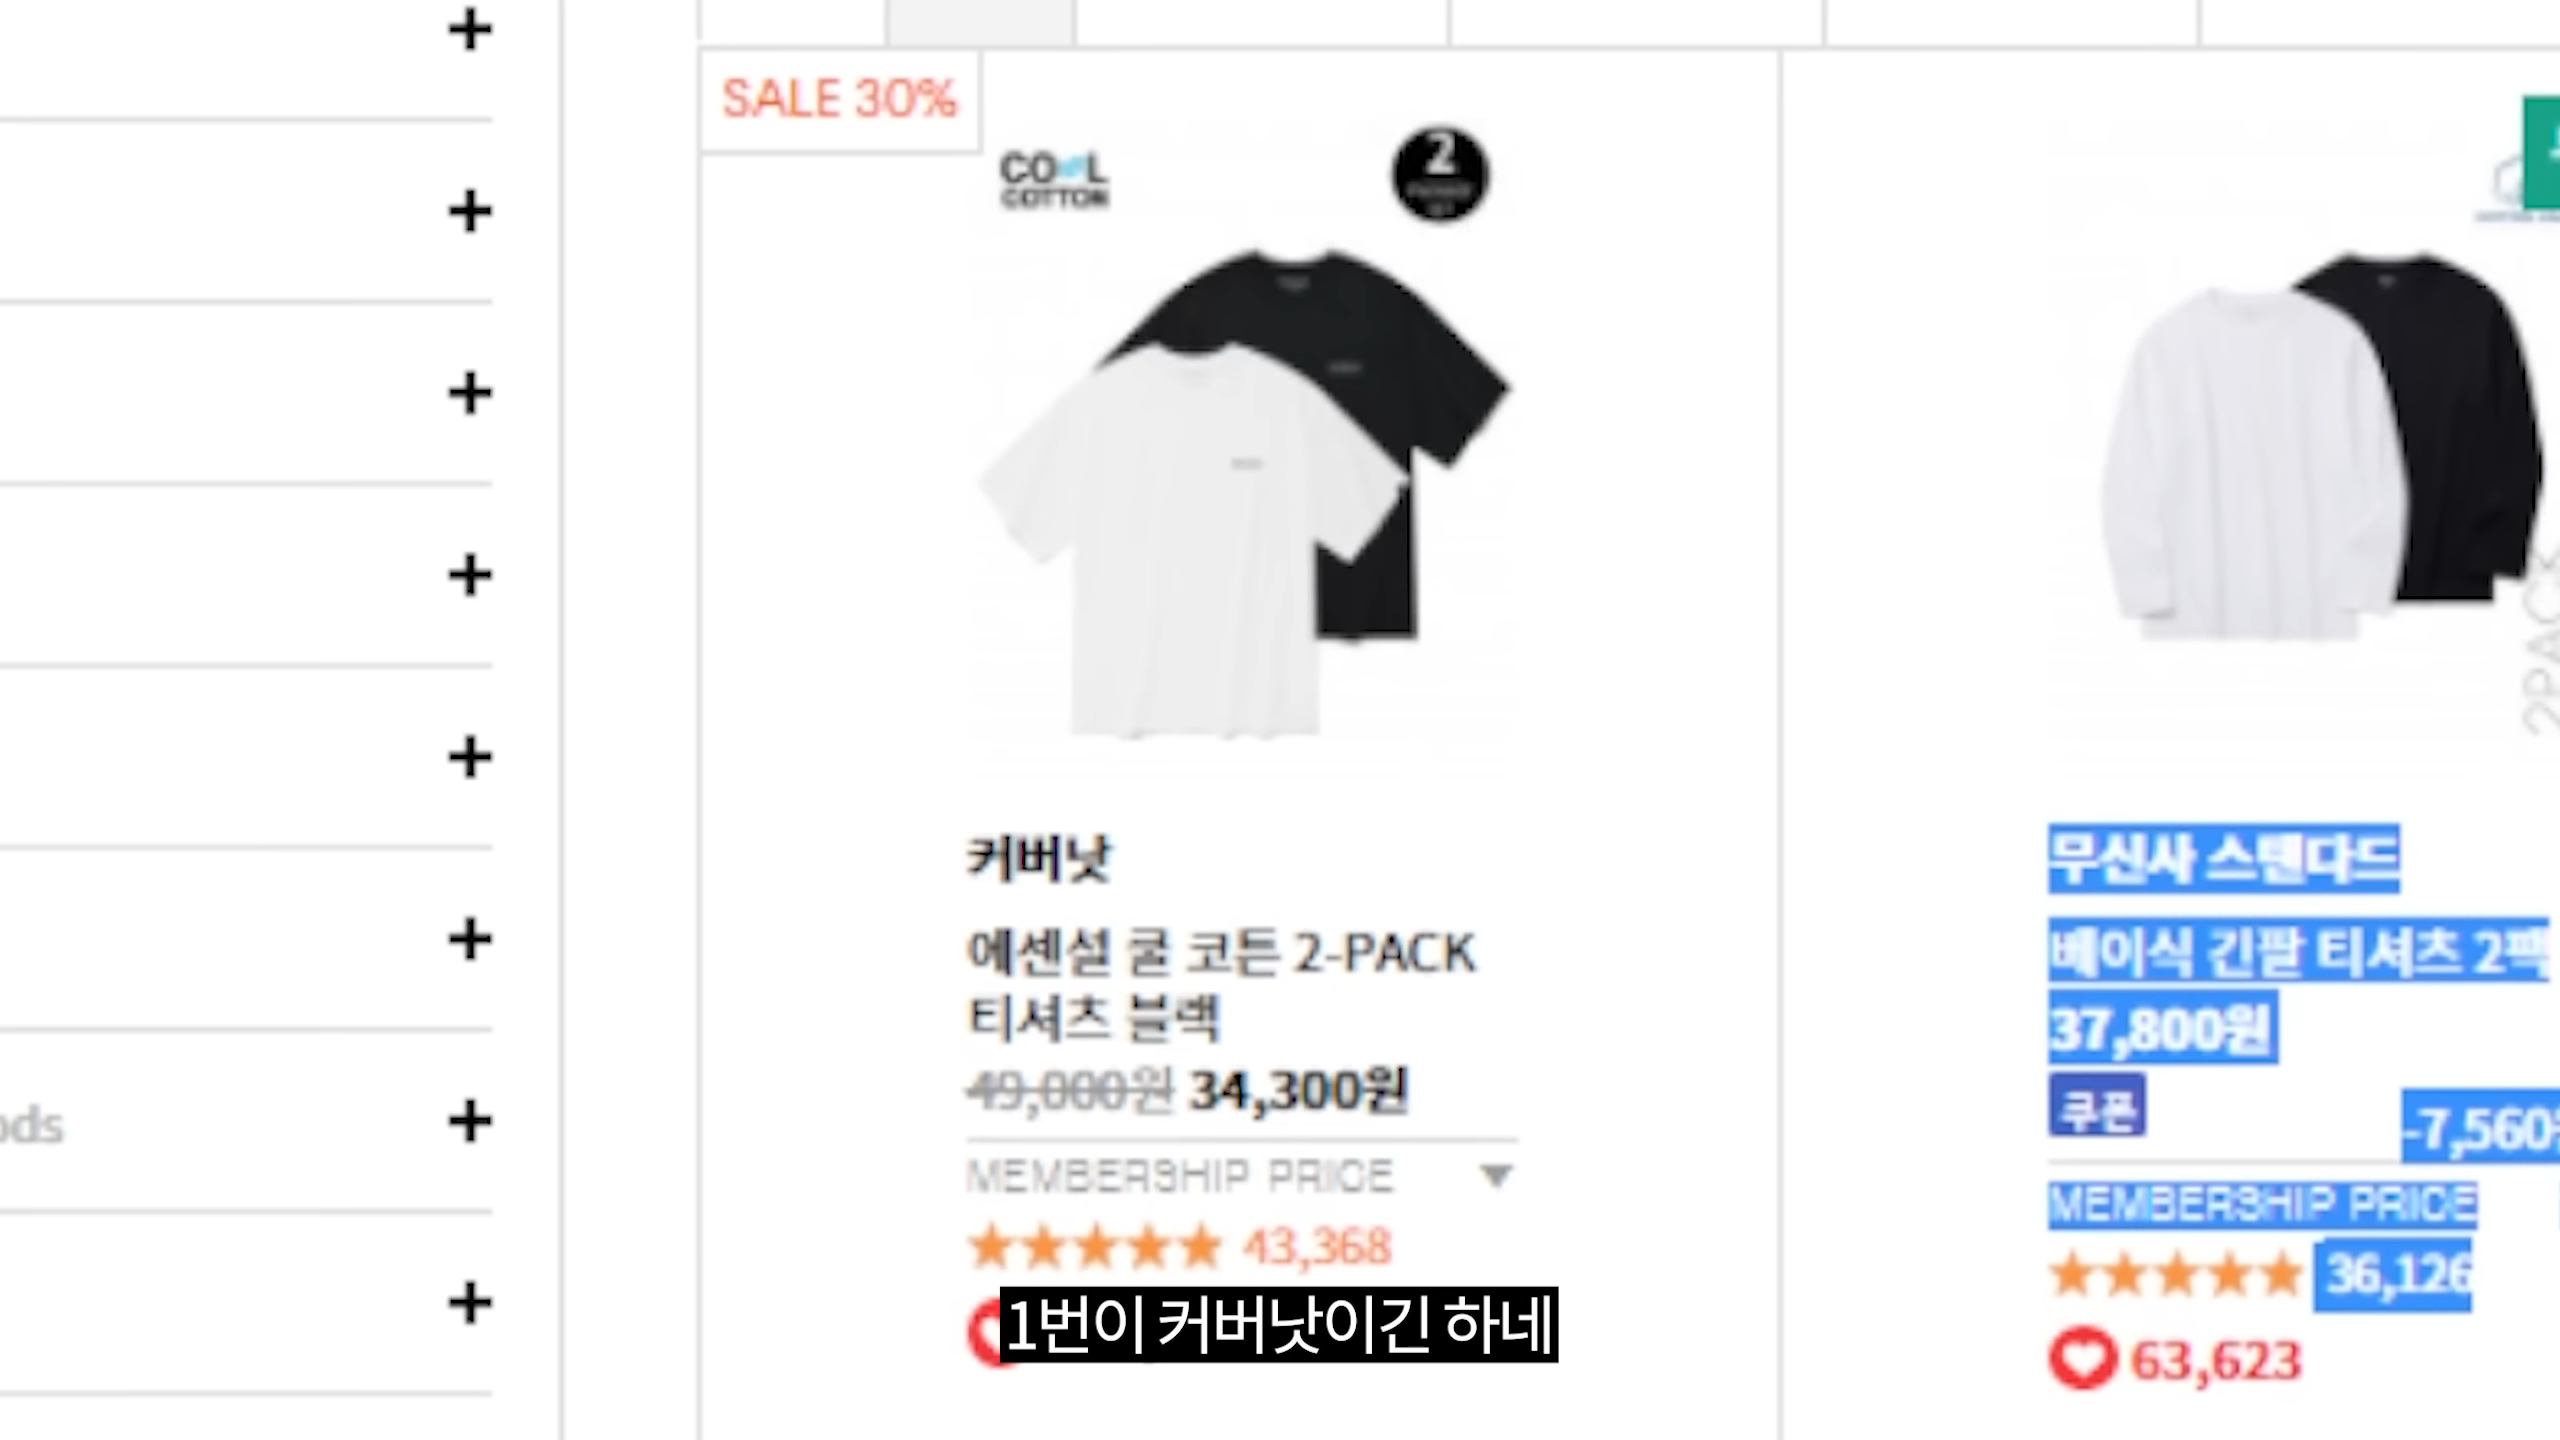 SALE 30%
COOL
COTTON
2
2PACK
커버낫
에센셜 쿨 코튼 2-PACK
티셔츠 블랙
49,000원 34,300원
MEMBERSHIP PRICE
43,368
무신사 스탠다드
베이식 긴팔 티셔츠 2팩
37,800원
쿠폰
-7,560
MEMBERSHIP PRICE
36,126
63,623
ods
1번이 커버낫이긴 하네